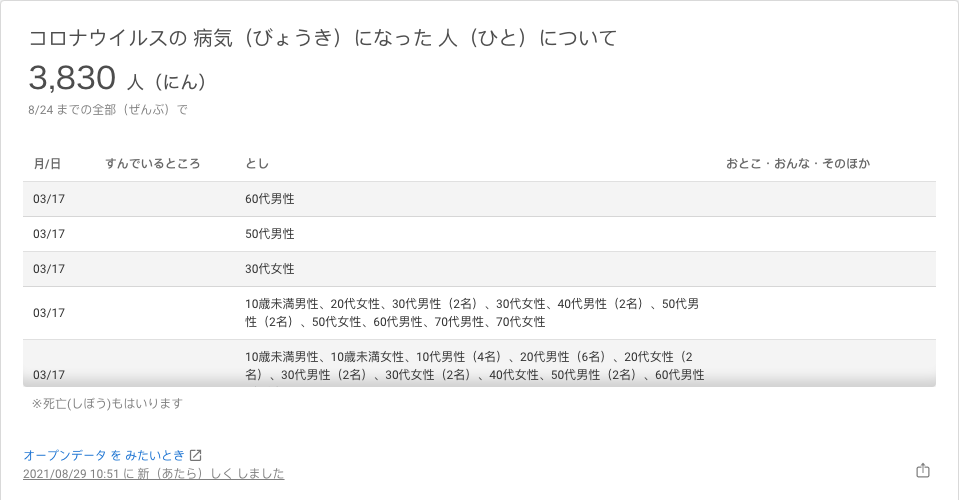 コロナウイルスの 病気（びょうき）になった 人（ひと）について
3,830 人（にん）
8/24 までの全部（ぜんぶ）で
月/日 すんでいるところ とし おとこ・おんな・そのほか
03/17 60代男性
03/17 50代男性
03/17 30代女性
03/17 10歳未満男性、20代女性、30代男性（2名）、30代女性、40代男性（2名）、50代男
性（2名）、50代女性、60代男性、70代男性、70代女性
03/17 10歳未満男性、10歳未満女性、10代男性（4名）、20代男性（6名）、20代女性（2
名）、30代男性（2名）、30代女性（2名）、40代女性、50代男性（2名）、60代男性
※死亡(しぼう)もはいります
オープンデータ を みたいとき
2021/08/29 10:51 に 新（あたら）しく しました